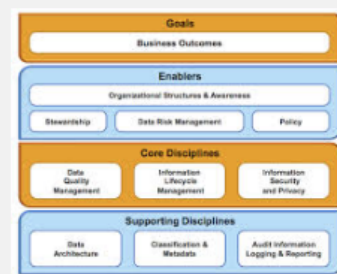 Goals
Business Outcomes
Enablers
Organizational Structures & Awareness
Stewardship
Data Risk Management
Policy
Core Disciplines
Data
Quality
Management
Information
Lifecycle
Management
Information
Security
and Privacy
Supporting Disciplines
Data
Architecture
Classification &
Metadata
Audit Information
Logging & Reporting